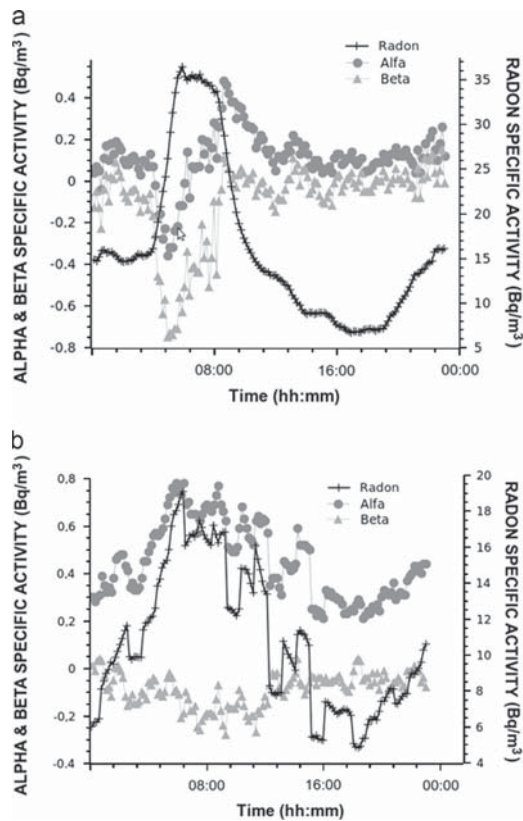 a
Radon
Alfa
Beta
ALPHA & BETA SPECIFIC ACTIVITY (Bq/m³)
0.4
0.2
0
-0.2
-0.4
-0.6
-0.8
RADON SPECIFIC ACTIVITY (Bq/m³)
35
30
25
20
15
10
5
08:00
16:00
00:00
Time (hh:mm)
b
Radon
Alfa
Beta
ALPHA & BETA SPECIFIC ACTIVITY (Bq/m³)
0.8
0.6
0.4
0.2
0
-0.2
-0.4
RADON SPECIFIC ACTIVITY (Bq/m³)
20
18
16
14
12
10
8
6
4
08:00
16:00
00:00
Time (hh:mm)